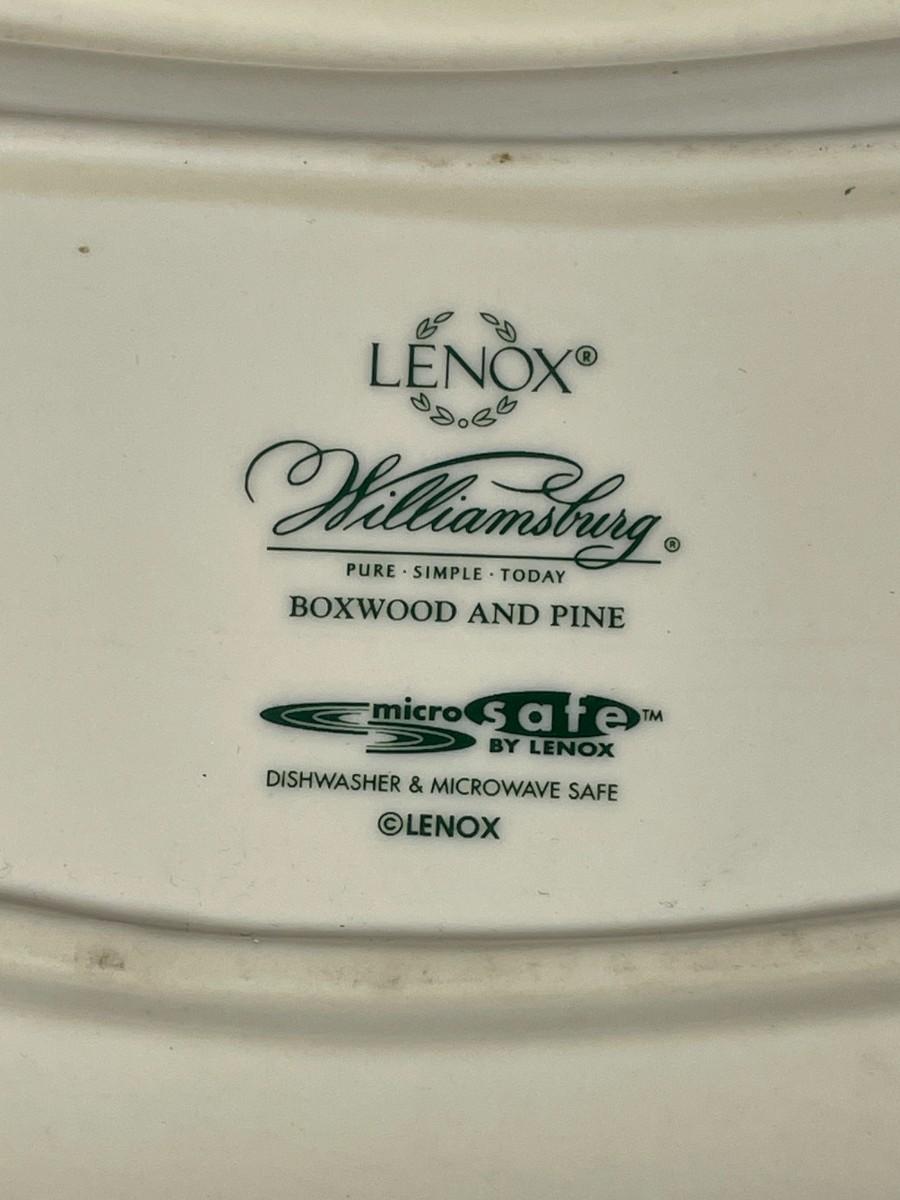 LENOX®
Williamsburg®
PURE · SIMPLE · TODAY
BOXWOOD AND PINE
micro safe™
BY LENOX
DISHWASHER & MICROWAVE SAFE
©LENOX